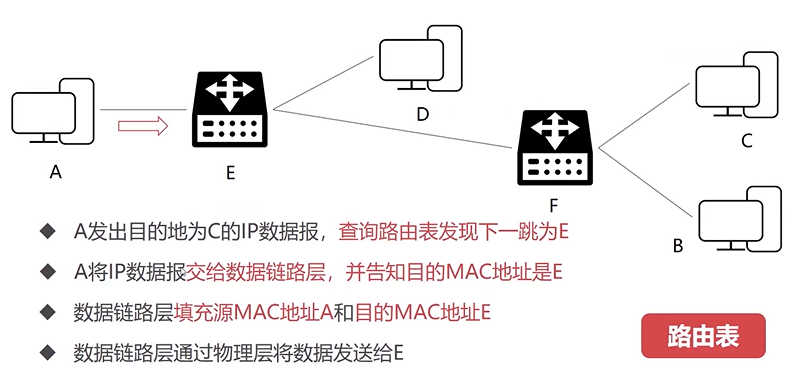 D
A
E
F
C
B
◆ A发出目的地为C的IP数据报，查询路由表发现下一跳为E
◆ A将IP数据报交给数据链路层，并告知目的MAC地址是E
◆ 数据链路层填充源MAC地址A和目的MAC地址E
◆ 数据链路层通过物理层将数据发送给E
路由表